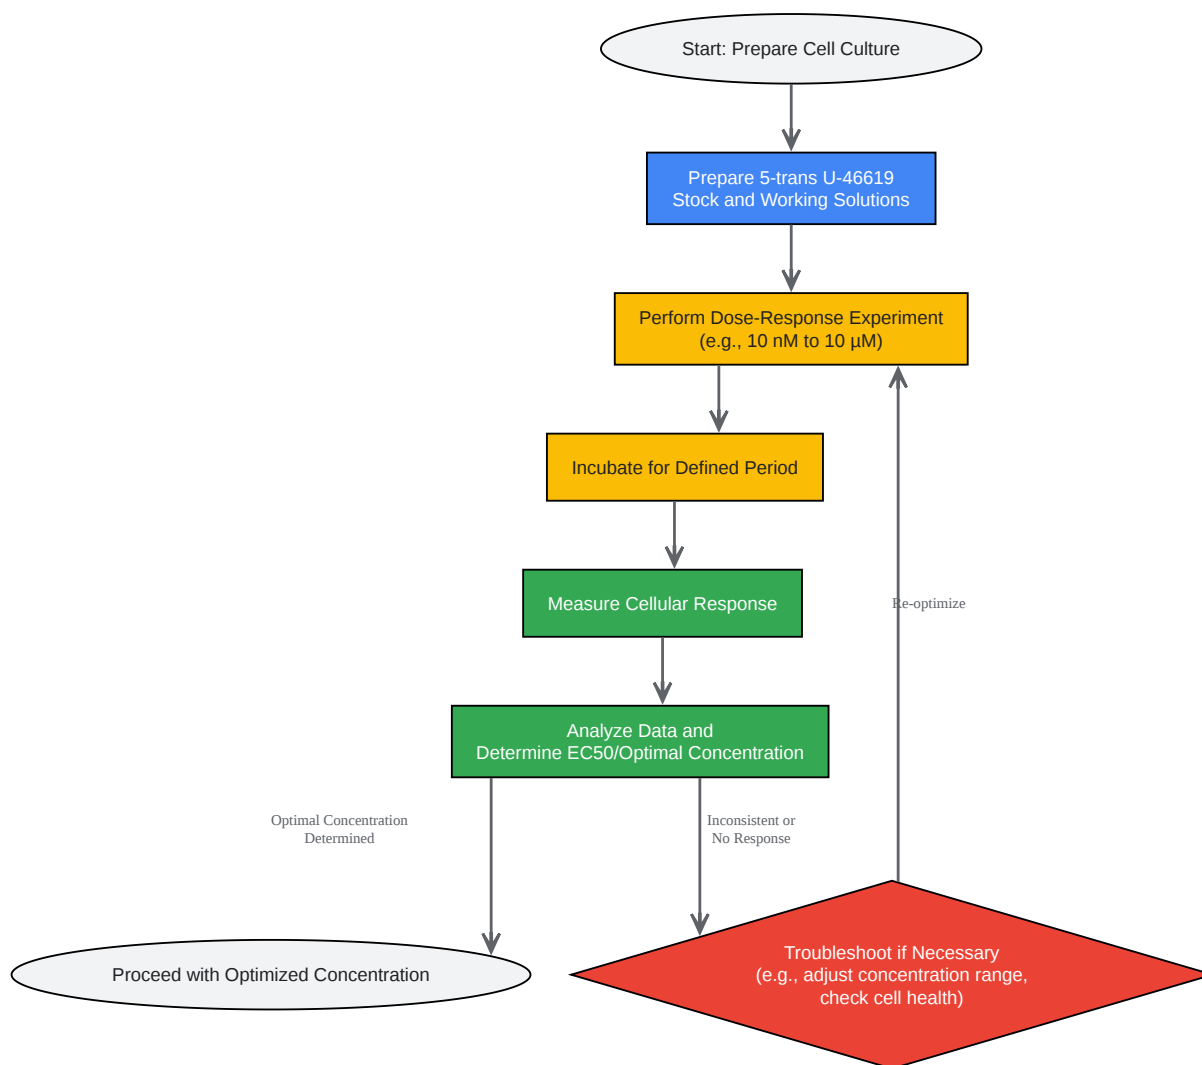 Start: Prepare Cell Culture
Prepare 5-trans U-46619
Stock and Working Solutions
Perform Dose-Response Experiment
(e.g., 10 nM to 10 µM)
Incubate for Defined Period
Measure Cellular Response
Re-optimize
Analyze Data and
Determine EC50/Optimal Concentration
Optimal Concentration
Determined
Inconsistent or
No Response
Proceed with Optimized Concentration
Troubleshoot if Necessary
(e.g., adjust concentration range,
check cell health)